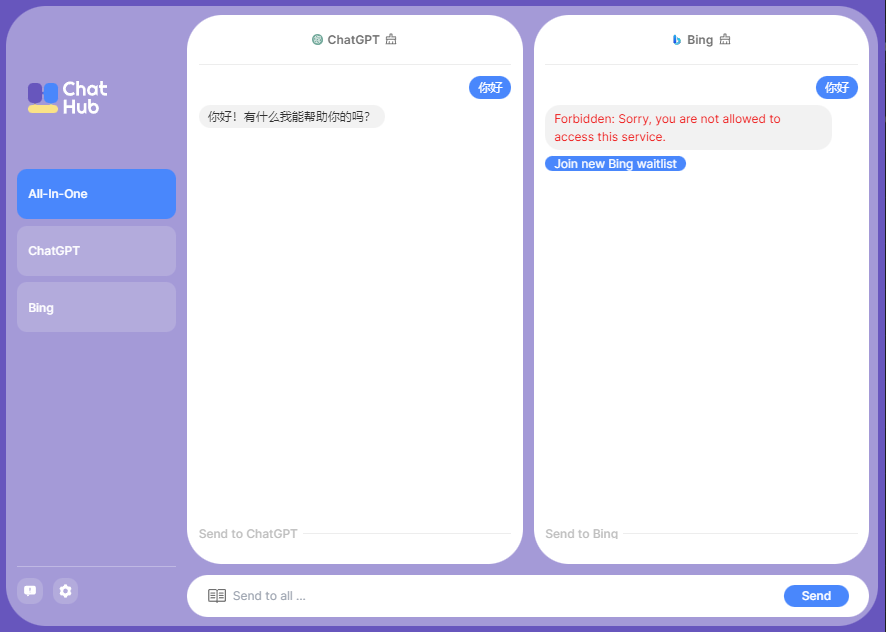 Chat
Hub
All-In-One
ChatGPT
Bing
ChatGPT
你好
你好！有什么我能帮助你的吗？
Send to ChatGPT
Bing
你好
Forbidden: Sorry, you are not allowed to
access this service.
Join new Bing waitlist
Send to Bing
Send to all ...
Send